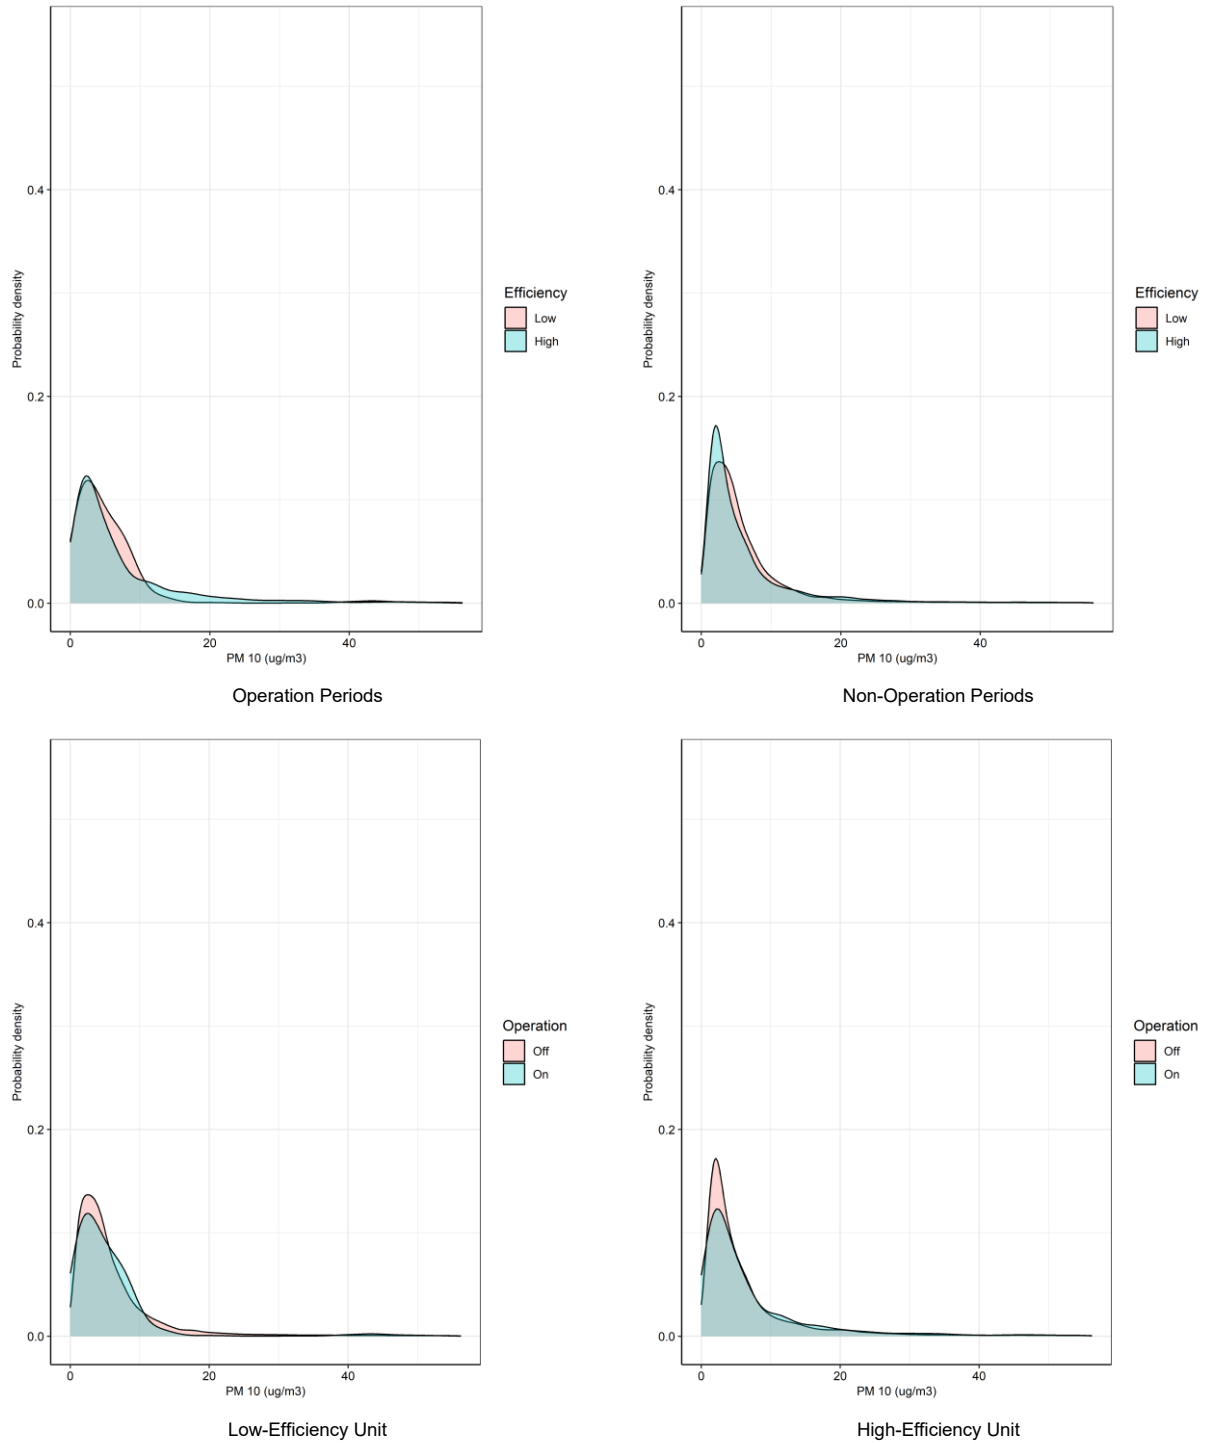 0.4
0.2
0.0
Probability density
0 20 40
PM 10 (ug/m3)
Efficiency
Low
High
Operation Periods
0.4
0.2
0.0
Probability density
0 20 40
PM 10 (ug/m3)
Efficiency
Low
High
Non-Operation Periods
0.4
0.2
0.0
Probability density
0 20 40
PM 10 (ug/m3)
Operation
Off
On
Low-Efficiency Unit
0.4
0.2
0.0
Probability density
0 20 40
PM 10 (ug/m3)
Operation
Off
On
High-Efficiency Unit